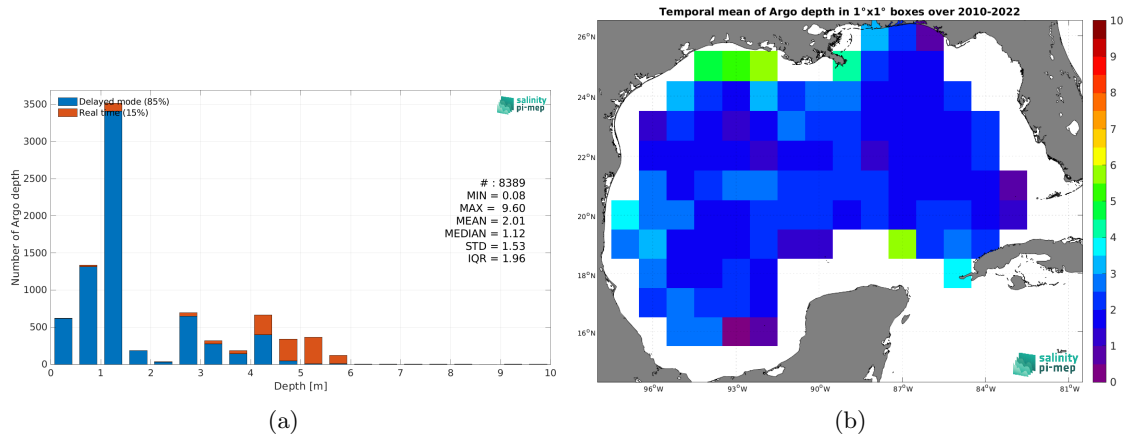 Delayed mode (85%)
Real time (15%)
salinity
pi-mep
# : 8389
MIN = 0.08
MAX = 9.60
MEAN = 2.01
MEDIAN = 1.12
STD = 1.53
IQR = 1.96
Number of Argo depth
3500
3000
2500
2000
1500
1000
500
0
0 1 2 3 4 5 6 7 8 9 10
Depth [m]
(a)
Temporal mean of Argo depth in 1°x1° boxes over 2010-2022
26°N
24°N
22°N
20°N
18°N
16°N
96°W 93°W 90°W 87°W 84°W 81°W
salinity
pi-mep
10
9
8
7
6
5
4
3
2
1
0
(b)